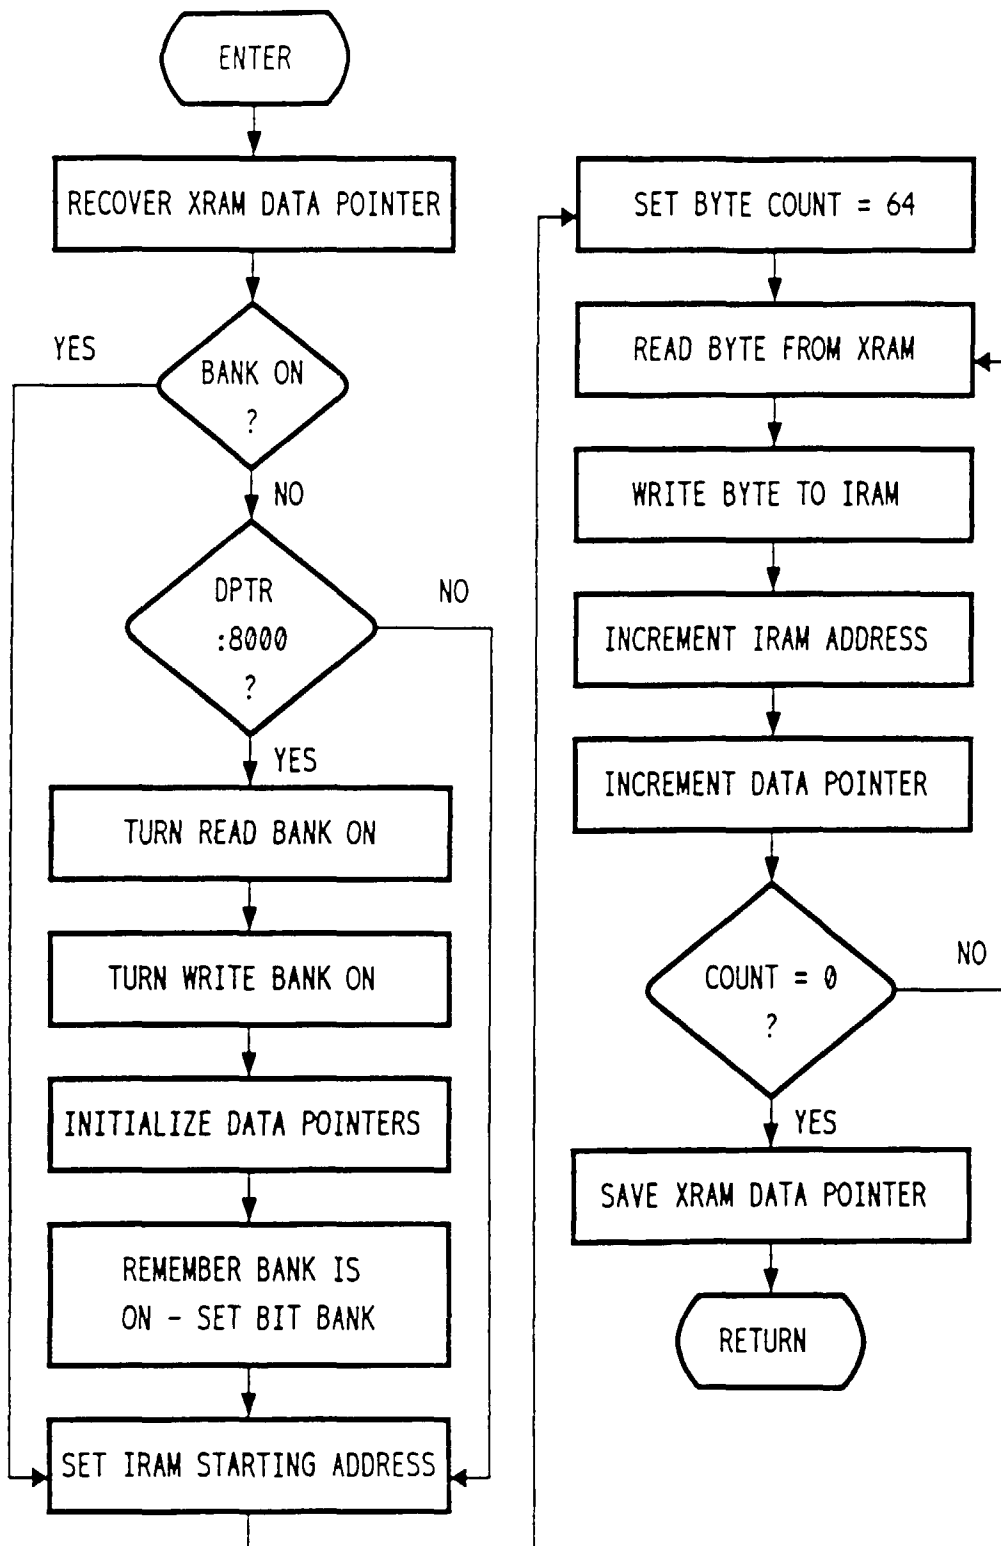 ENTER
RECOVER XRAM DATA POINTER
YES
BANK ON
?
NO
DPTR
:8000
?
NO
YES
TURN READ BANK ON
TURN WRITE BANK ON
INITIALIZE DATA POINTERS
REMEMBER BANK IS
ON - SET BIT BANK
SET IRAM STARTING ADDRESS
SET BYTE COUNT = 64
READ BYTE FROM XRAM
WRITE BYTE TO IRAM
INCREMENT IRAM ADDRESS
INCREMENT DATA POINTER
COUNT = 0
?
NO
YES
SAVE XRAM DATA POINTER
RETURN